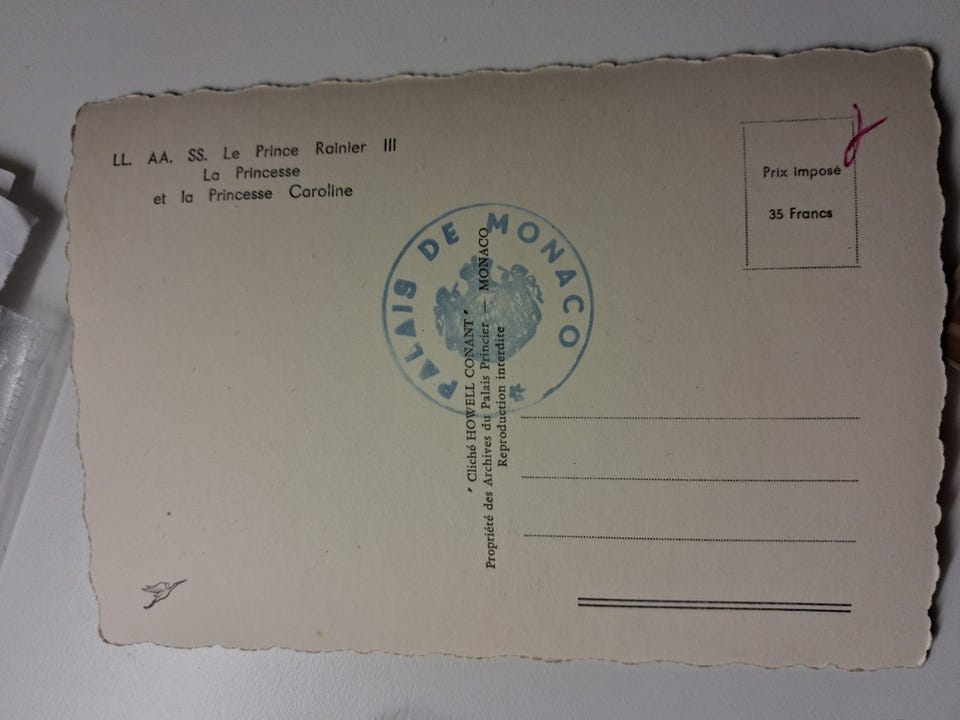 LL. AA. SS. Le Prince Rainier III
La Princesse
et la Princesse Caroline
PALAIS DE MONACO
" Cliché HOWELL CONANT "
Propriété des Archives du Palais Princier — MONACO
Reproduction interdite
Prix imposé
35 Francs